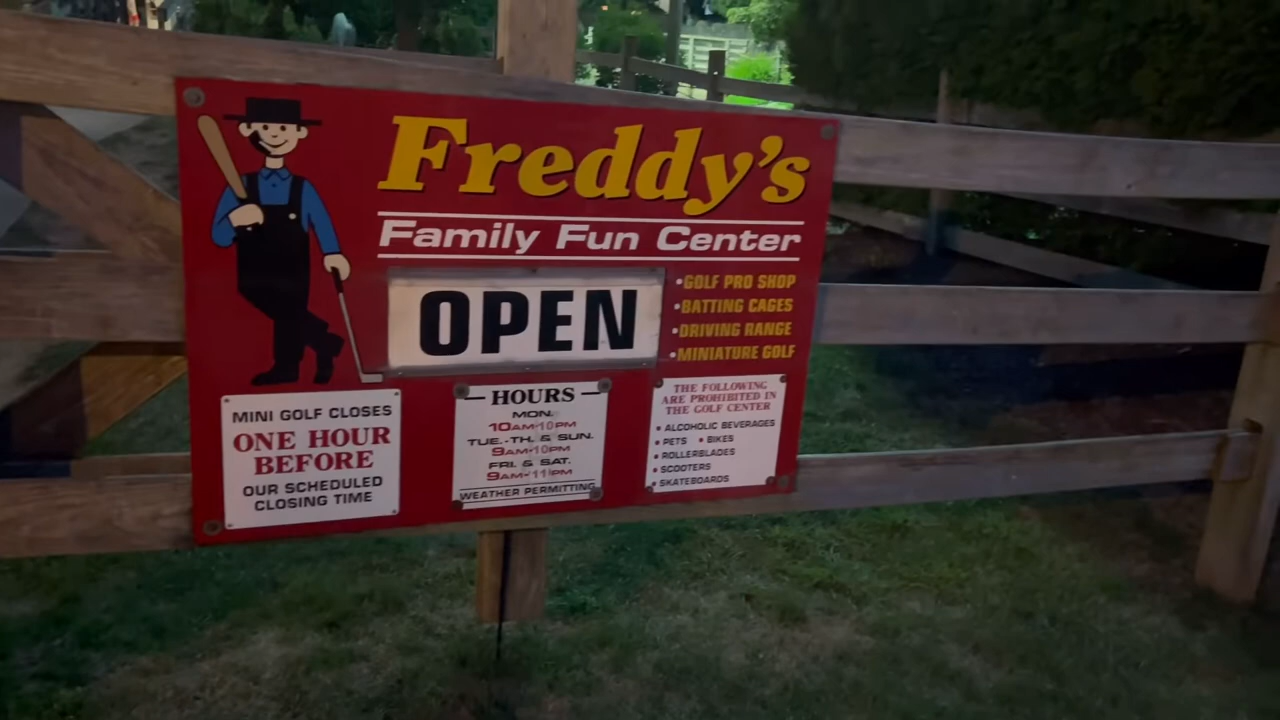 Freddy's
Family Fun Center
OPEN
•GOLF PRO SHOP
•BATTING CAGES
•DRIVING RANGE
•MINIATURE GOLF
MINI GOLF CLOSES
ONE HOUR
BEFORE
OUR SCHEDULED
CLOSING TIME
HOURS
MON.
10AM-10PM
TUE.-TH. & SUN.
9AM-10PM
FRI. & SAT.
9AM-11PM
WEATHER PERMITTING
THE FOLLOWING
ARE PROHIBITED IN
THE GOLF CENTER
• ALCOHOLIC BEVERAGES
• PETS • BIKES
• ROLLERBLADES
• SCOOTERS
• SKATEBOARDS